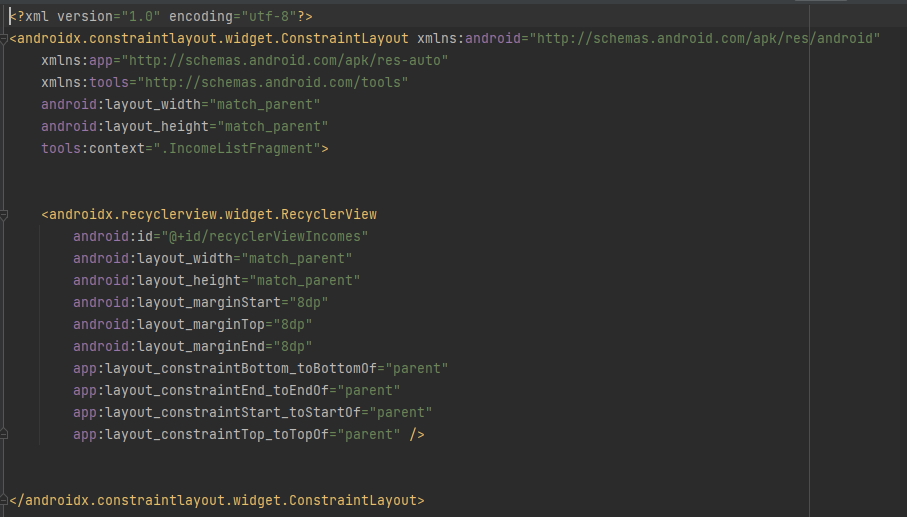 <?xml version="1.0" encoding="utf-8"?>
<androidx.constraintlayout.widget.ConstraintLayout xmlns:android="http://schemas.android.com/apk/res/android"
    xmlns:app="http://schemas.android.com/apk/res-auto"
    xmlns:tools="http://schemas.android.com/tools"
    android:layout_width="match_parent"
    android:layout_height="match_parent"
    tools:context=".IncomeListFragment">
    <androidx.recyclerview.widget.RecyclerView
        android:id="@+id/recyclerViewIncomes"
        android:layout_width="match_parent"
        android:layout_height="match_parent"
        android:layout_marginStart="8dp"
        android:layout_marginTop="8dp"
        android:layout_marginEnd="8dp"
        app:layout_constraintBottom_toBottomOf="parent"
        app:layout_constraintEnd_toEndOf="parent"
        app:layout_constraintStart_toStartOf="parent"
        app:layout_constraintTop_toTopOf="parent" />
</androidx.constraintlayout.widget.ConstraintLayout>